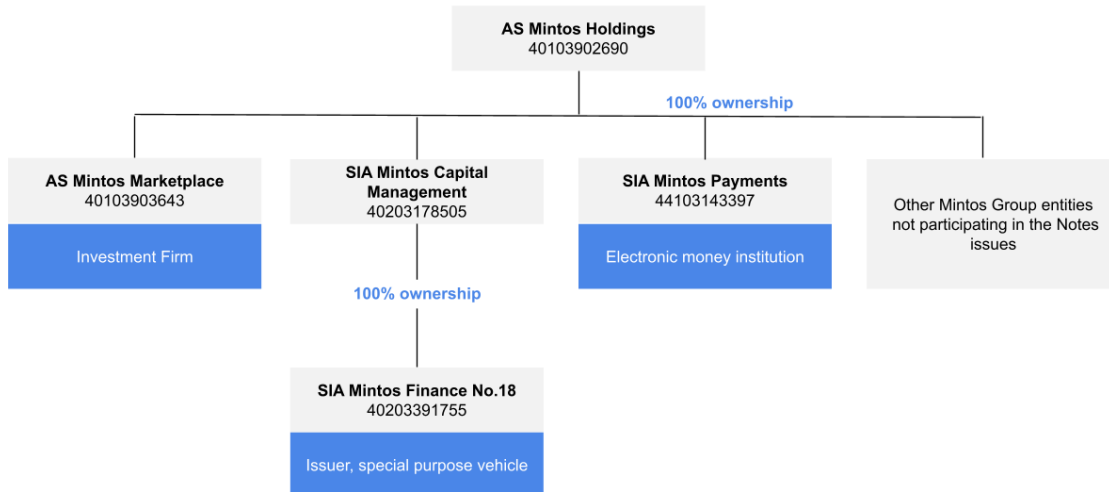 AS Mintos Holdings
40103902690
100% ownership
AS Mintos Marketplace
40103903643
Investment Firm
SIA Mintos Capital
Management
40203178505
SIA Mintos Payments
44103143397
Electronic money institution
Other Mintos Group entities
not participating in the Notes
issues
100% ownership
SIA Mintos Finance No.18
40203391755
Issuer, special purpose vehicle